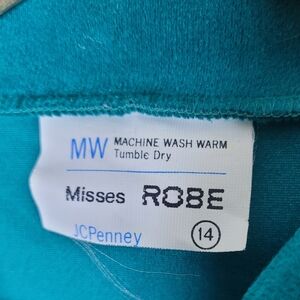 MW MACHINE WASH WARM
Tumble Dry
Misses ROBE
JCPenney 14